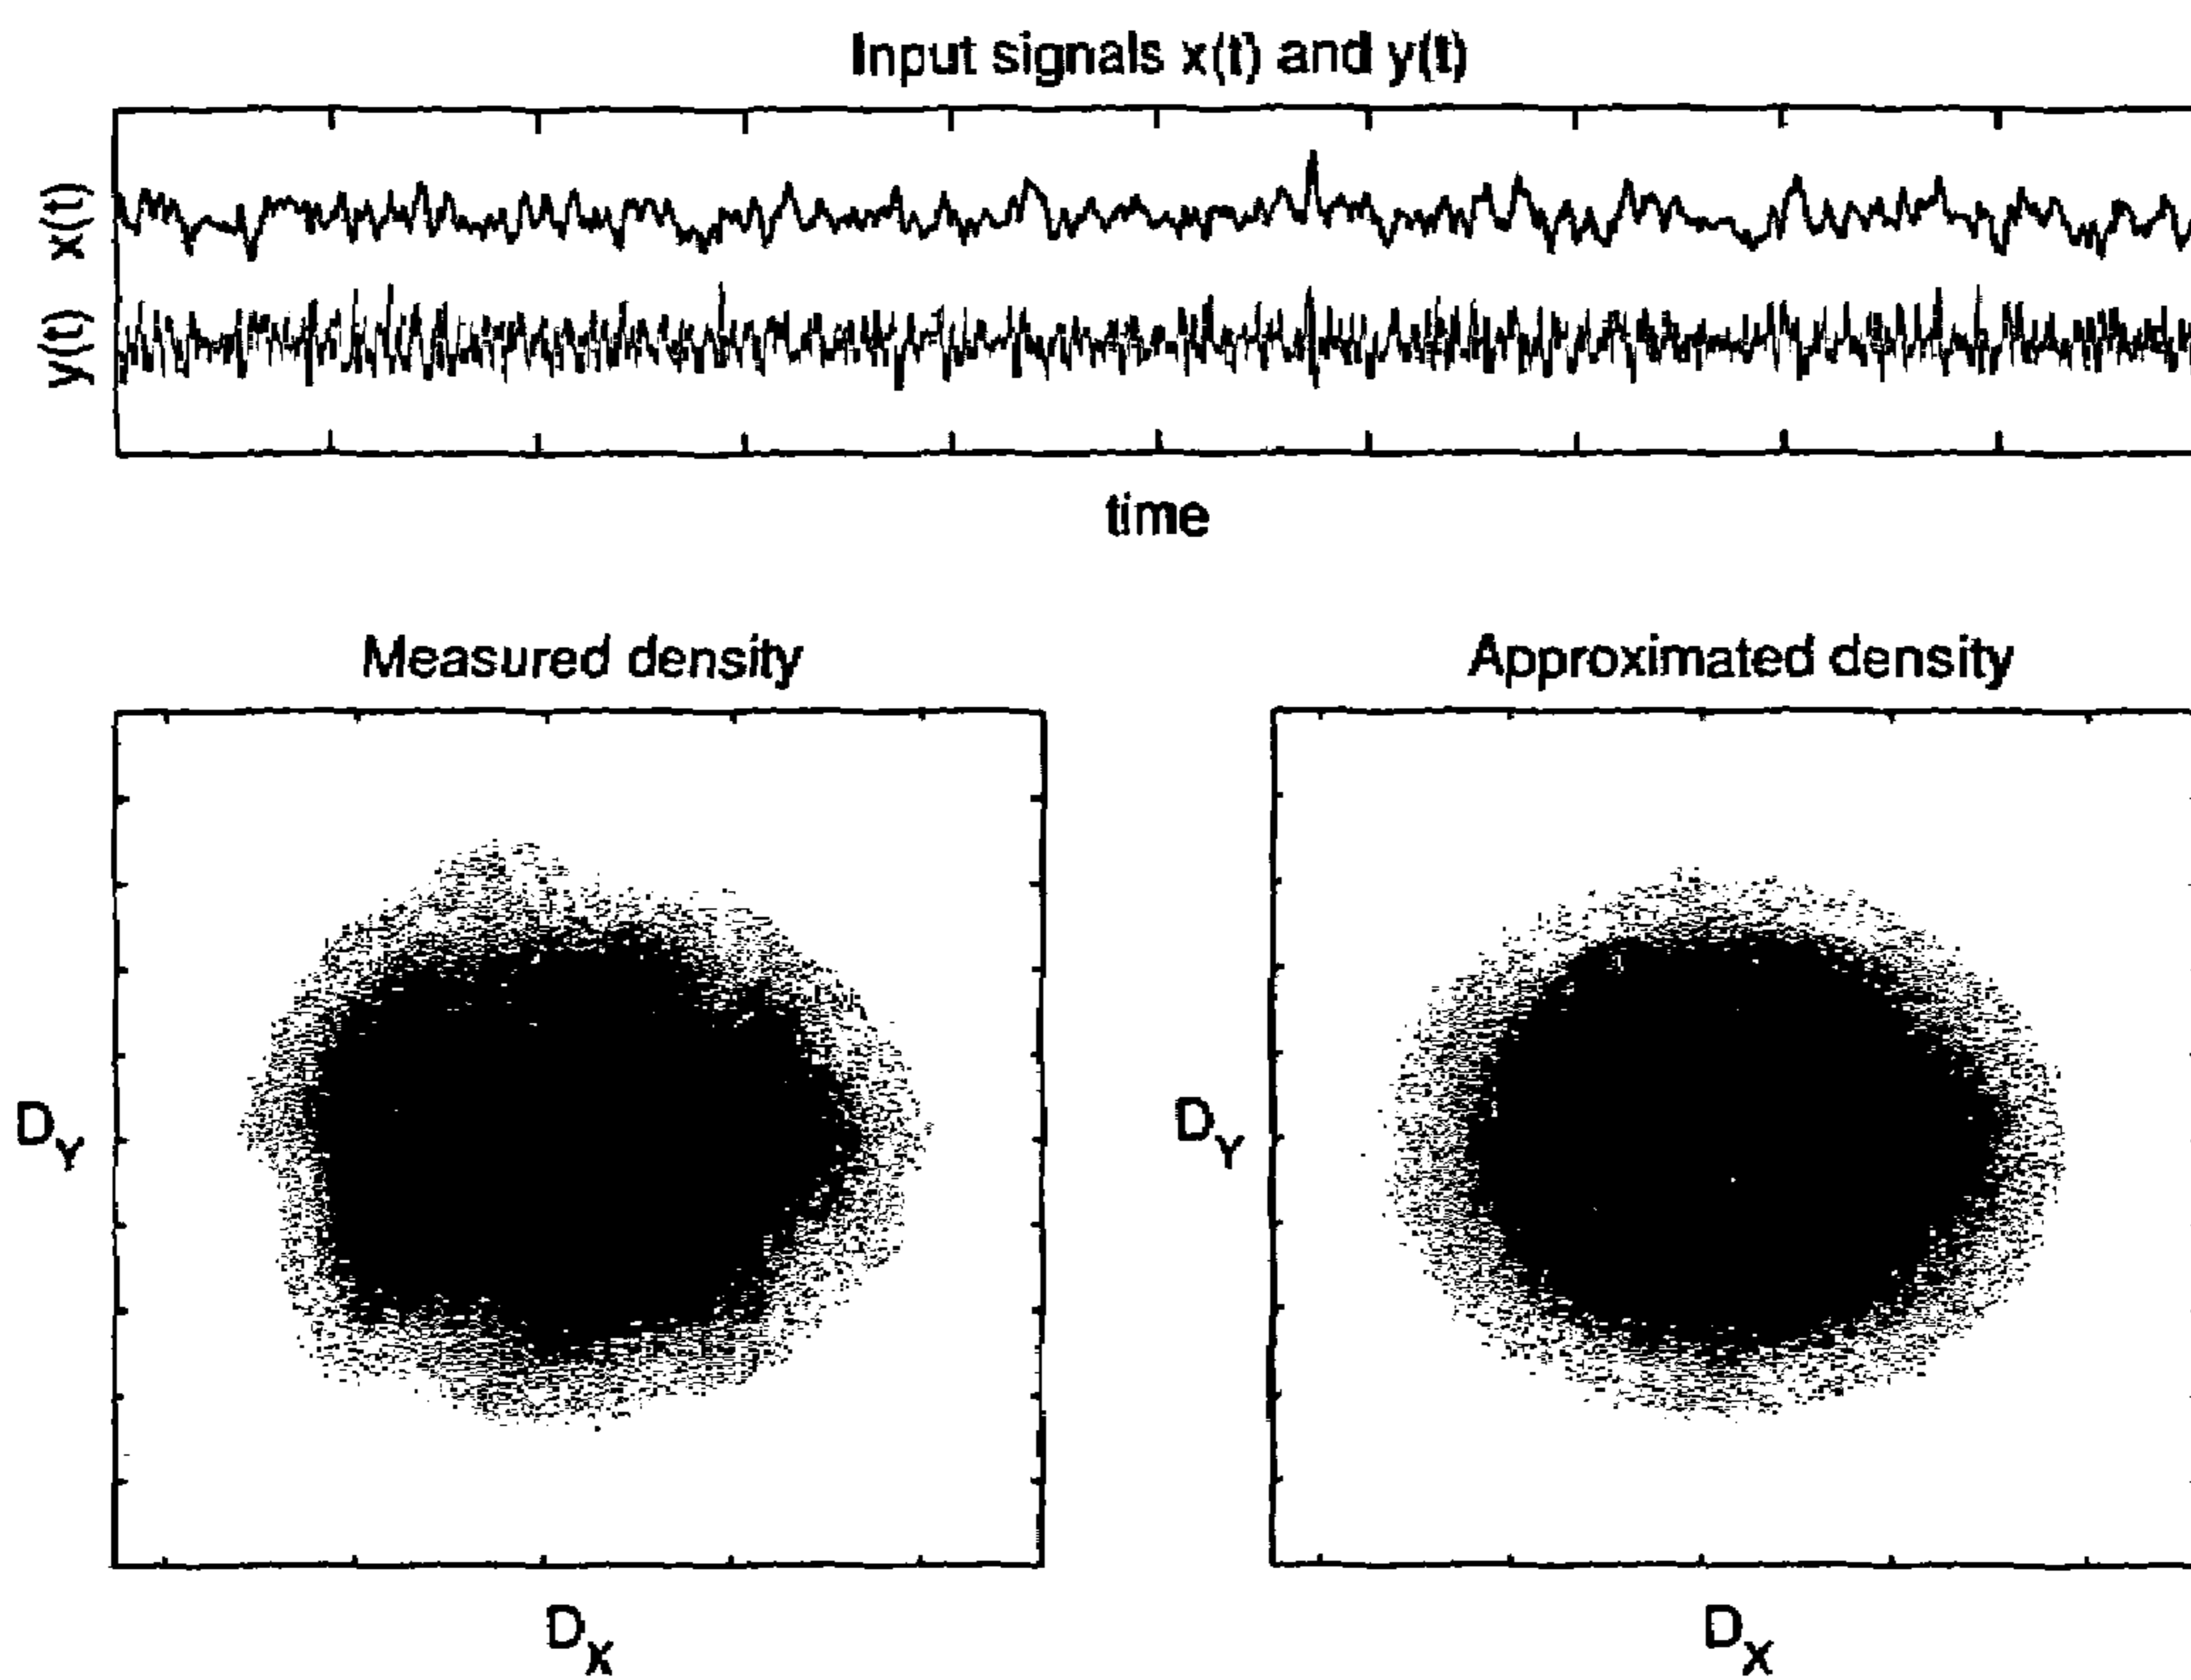 Input signals x(t) and y(t)
x(t)
y(t)
time
Measured density
Approximated density
D_Y
D_Y
D_X
D_X